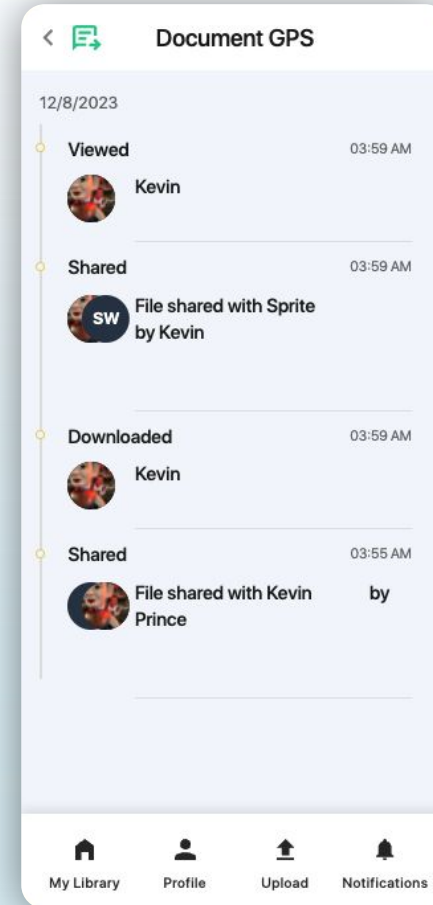 Document GPS
12/8/2023
Viewed 03:59 AM
Kevin
Shared 03:59 AM
SW
File shared with Sprite
by Kevin
Downloaded 03:59 AM
Kevin
Shared 03:55 AM
File shared with Kevin by
Prince
My Library Profile Upload Notifications